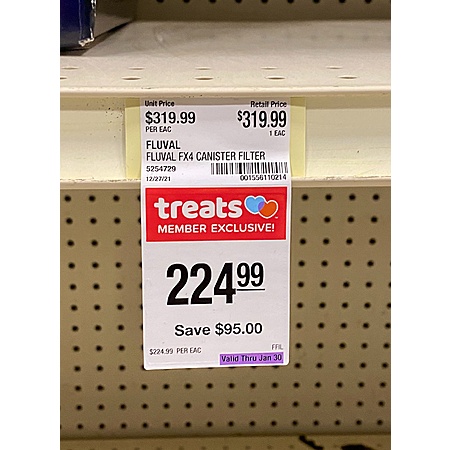 Unit Price Retail Price
$319.99 $319.99
PER EAC 1 EAC
FLUVAL
FLUVAL FX4 CANISTER FILTER
5254729
12/27/21 001556110214
treats
MEMBER EXCLUSIVE!
224.99
Save $95.00
$224.99 PER EAC FFIL
Valid Thru Jan 30